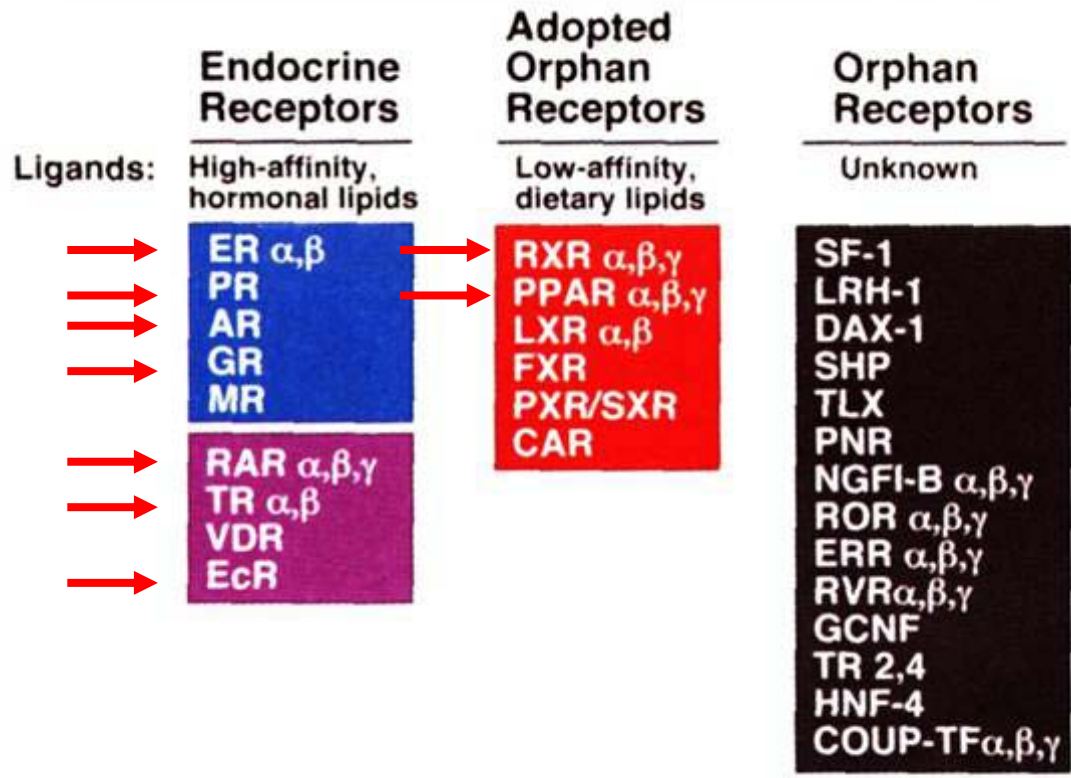 Endocrine
Receptors
Adopted
Orphan
Receptors
Orphan
Receptors
Ligands:
High-affinity,
hormonal lipids
Low-affinity,
dietary lipids
Unknown
ER α,β
PR
AR
GR
MR
RAR α,β,γ
TR α,β
VDR
EcR
RXR α,β,γ
PPAR α,β,γ
LXR α,β
FXR
PXR/SXR
CAR
SF-1
LRH-1
DAX-1
SHP
TLX
PNR
NGFI-B α,β,γ
ROR α,β,γ
ERR α,β,γ
RVRα,β,γ
GCNF
TR 2,4
HNF-4
COUP-TFα,β,γ